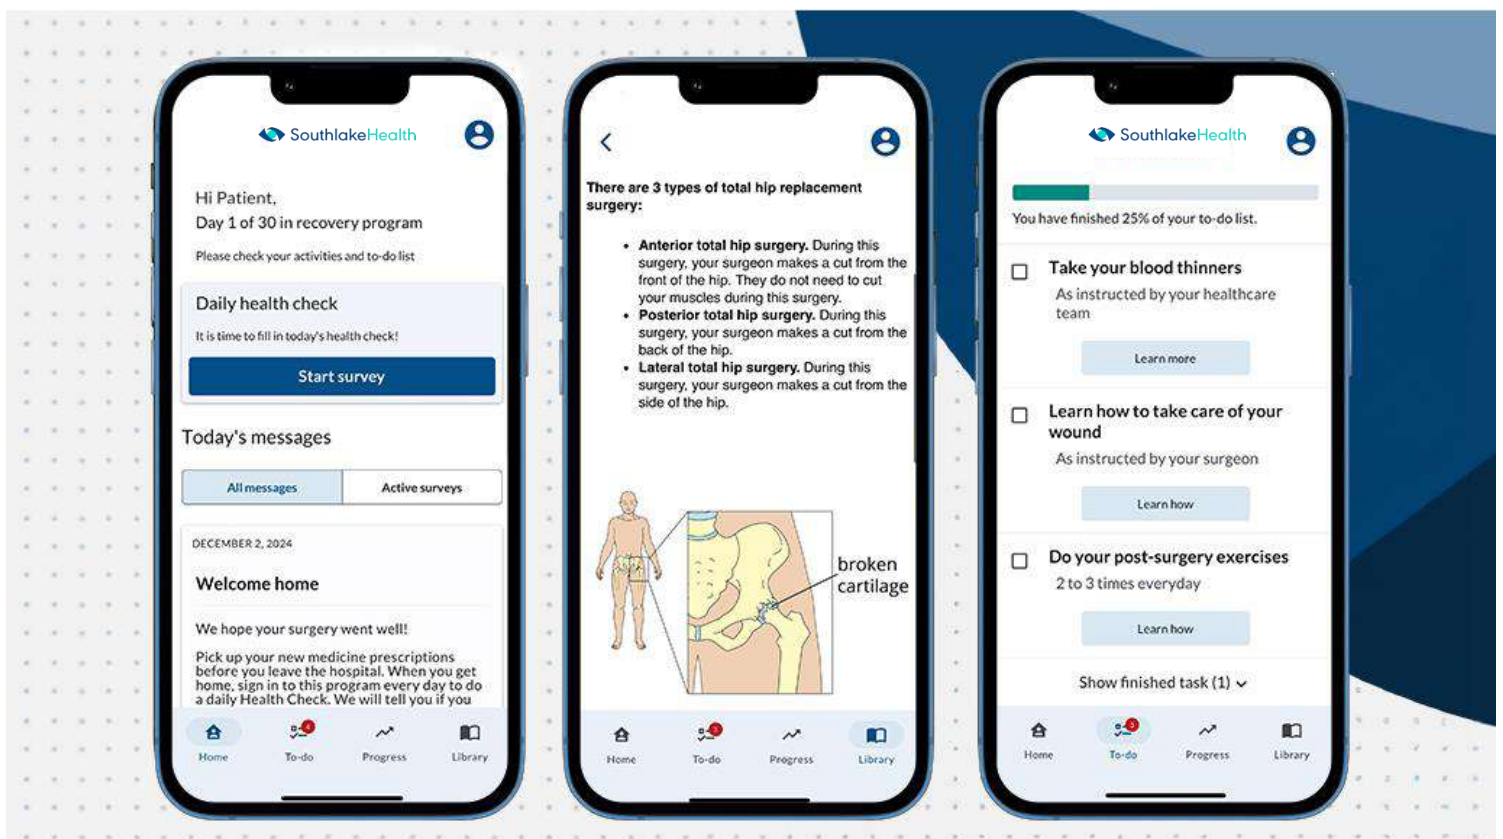 SouthlakeHealth
Hi Patient,
Day 1 of 30 in recovery program
Please check your activities and to-do list
Daily health check
It is time to fill in today's health check!
Start survey
Today's messages
All messages
Active surveys
DECEMBER 2, 2024
Welcome home
We hope your surgery went well!
Pick up your new medicine prescriptions
before you leave the hospital. When you get
home, sign in to this program every day to do
a daily Health Check. We will tell you if you
4
Home
To-do
Progress
Library
There are 3 types of total hip replacement
surgery:
• Anterior total hip surgery. During this
surgery, your surgeon makes a cut from the
front of the hip. They do not need to cut
your muscles during this surgery.
• Posterior total hip surgery. During this
surgery, your surgeon makes a cut from the
back of the hip.
• Lateral total hip surgery. During this
surgery, your surgeon makes a cut from the
side of the hip.
broken
cartilage
Home
To-do
Progress
Library
SouthlakeHealth
You have finished 25% of your to-do list.
Take your blood thinners
As instructed by your healthcare
team
Learn more
Learn how to take care of your
wound
As instructed by your surgeon
Learn how
Do your post-surgery exercises
2 to 3 times everyday
Learn how
Show finished task (1)
3
Home
To-do
Progress
Library